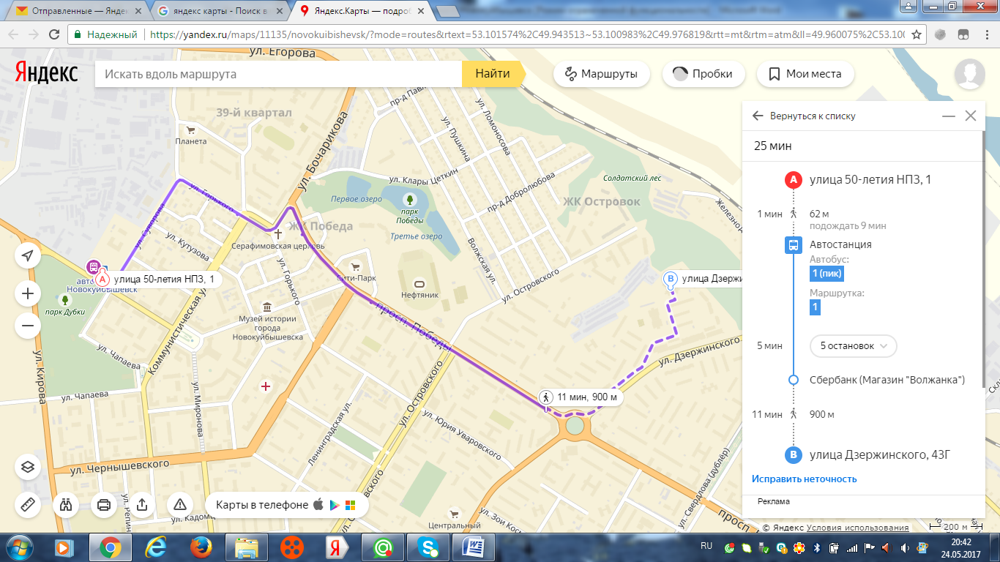 Отправленные — Яндек
яндекс карты - Поиск в
Яндекс.Карты — подроб
Надежный
https://yandex.ru/maps/11135/novokuibishevsk/?mode=routes&rtext=53.101574%2C49.943513~53.100983%2C49.976819&rtt=mt&rtm=atm&ll=49.960075%2C53.100
Яндекс
Искать вдоль маршрута
Найти
Маршруты
Пробки
Мои места
ул. Егорова
39-й квартал
Планета
ул. Бочарикова
пр-д Павл
ул. Пушкина
ул. Ломоносова
ул. Клары Цеткин
пр-д Добролюбова
Солдатский лес
ЖК Островок
Железнод
Первое озеро
парк
Победы
Третье озеро
ул. Горького
ул. Суворова
ул. Кутузова
ЖК Победа
Серафимовская церковь
Волжская ул.
ул. Островского
Сити-Парк
Нефтяник
авто
Новокуйбышевск
A
улица 50-летия НПЗ, 1
парк Дубки
ул. Горького
Музей истории
города
Новокуйбышевска
Коммунистическая ул
просп. Победы
B
улица Дзержи
ул. Дзержинского
ул. Чапаева
ул. Кирова
ул. Чапаева
ул. Миронова
11 мин, 900 м
ул. Островского
Ленинградская ул.
ул. Юрия Уваровского
ул. Чернышевского
ул. Репин
ул. Кадомц
ул. Свердлова (дублёр)
Центральный
ул. Зои Кос
просп
Карты в телефоне
Вернуться к списку
25 мин
A
улица 50-летия НПЗ, 1
1 мин
62 м
подождать 9 мин
Автостанция
Автобус:
1 (пик)
Маршрутка:
1
5 мин
5 остановок
Сбербанк (Магазин "Волжанка")
11 мин
900 м
B
улица Дзержинского, 43Г
Исправить неточность
Реклама
© Яндекс Условия использования
200 м
RU
20:42
24.05.2017